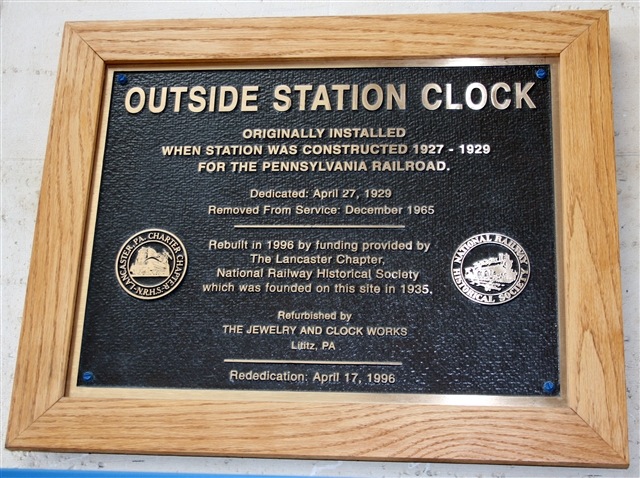 OUTSIDE STATION CLOCK
ORIGINALLY INSTALLED
WHEN STATION WAS CONSTRUCTED 1927 - 1929
FOR THE PENNSYLVANIA RAILROAD.
Dedicated: April 27, 1929
Removed From Service: December 1965
Rebuilt in 1996 by funding provided by
The Lancaster Chapter,
National Railway Historical Society
which was founded on this site in 1935.
LANCASTER, PA. CHARTER CHAPTER
-N.R.H.S.-
NATIONAL RAILWAY
HISTORICAL SOCIETY
Refurbished by
THE JEWELRY AND CLOCK WORKS
Lititz, PA
Rededication: April 17, 1996